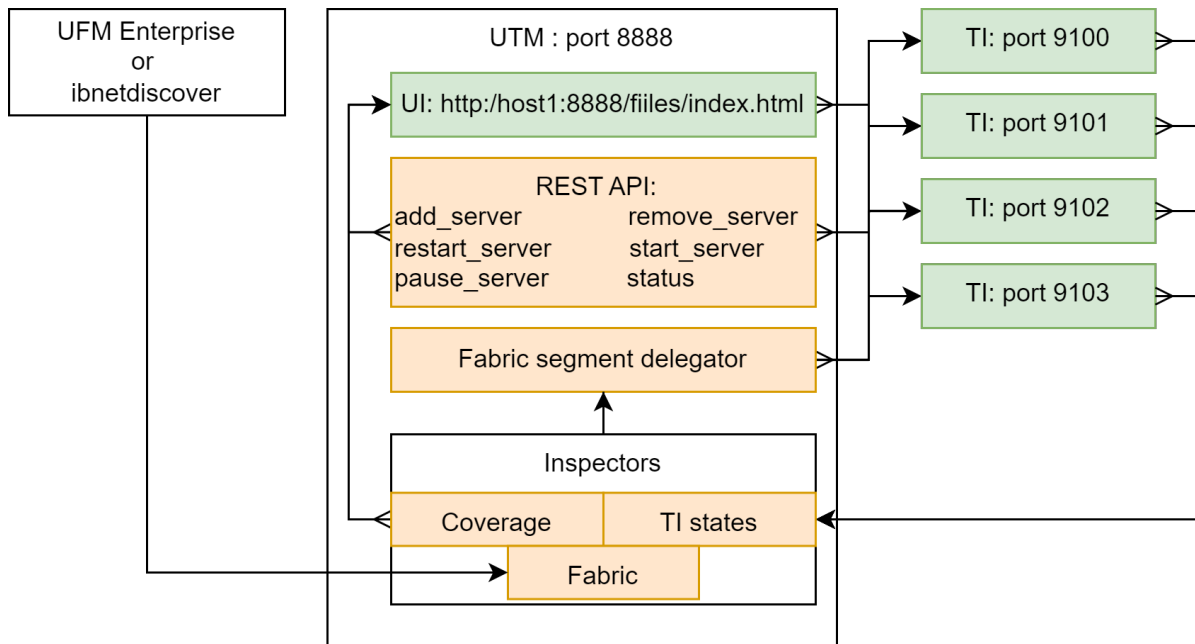 UFM Enterprise
or
ibnetdiscover
UTM : port 8888
UI: http:/host1:8888/fiiles/index.html
REST API:
add_server remove_server
restart_server start_server
pause_server status
Fabric segment delegator
Inspectors
Coverage TI states
Fabric
TI: port 9100
TI: port 9101
TI: port 9102
TI: port 9103